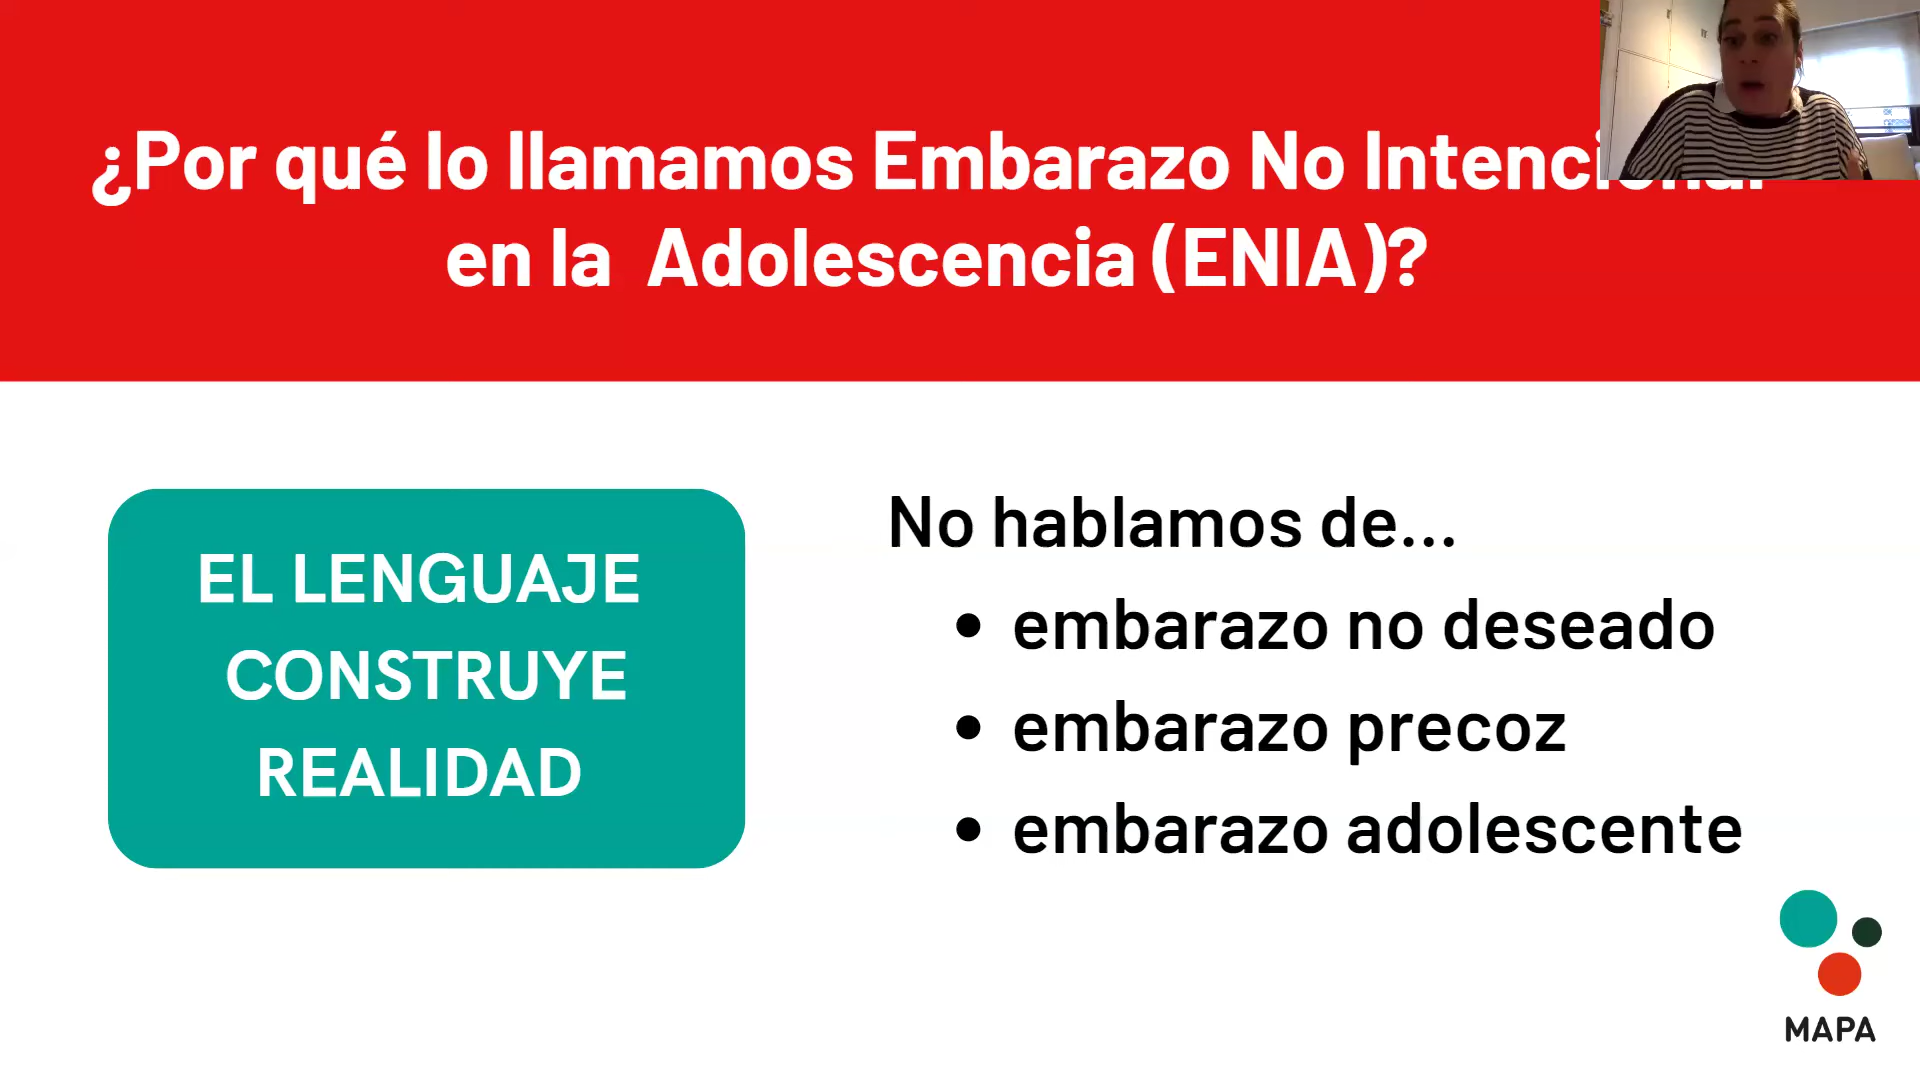 ¿Por qué lo llamamos Embarazo No Intencional
en la Adolescencia (ENIA)?
EL LENGUAJE
CONSTRUYE
REALIDAD
No hablamos de...
• embarazo no deseado
• embarazo precoz
• embarazo adolescente
MAPA